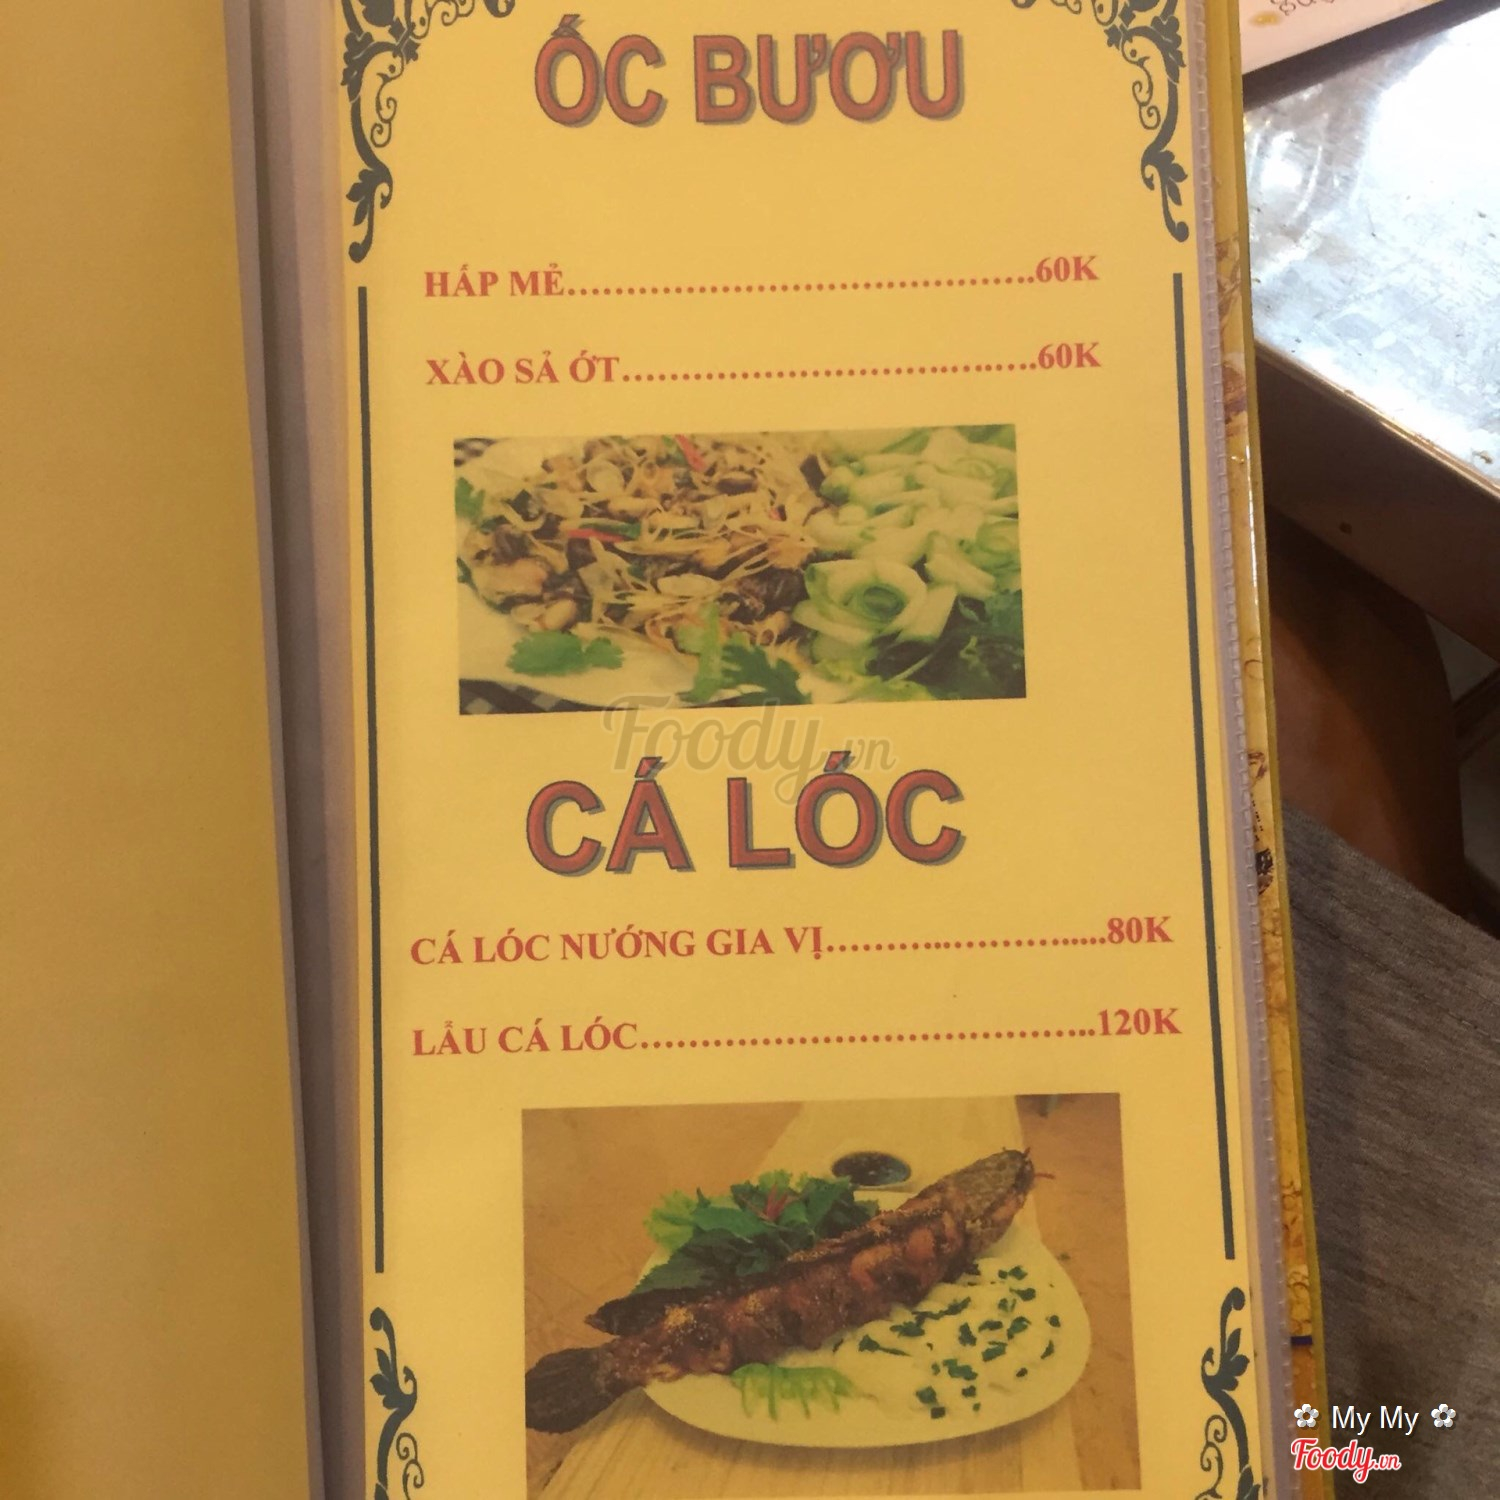 ỐC BƯƠU
HẤP MẺ.......................................60K
XÀO SẢ ỚT...................................60K
Foody.vn
CÁ LÓC
CÁ LÓC NƯỚNG GIA VỊ........................80K
LẨU CÁ LÓC......................................120K
✿ My My ✿
Foody.vn